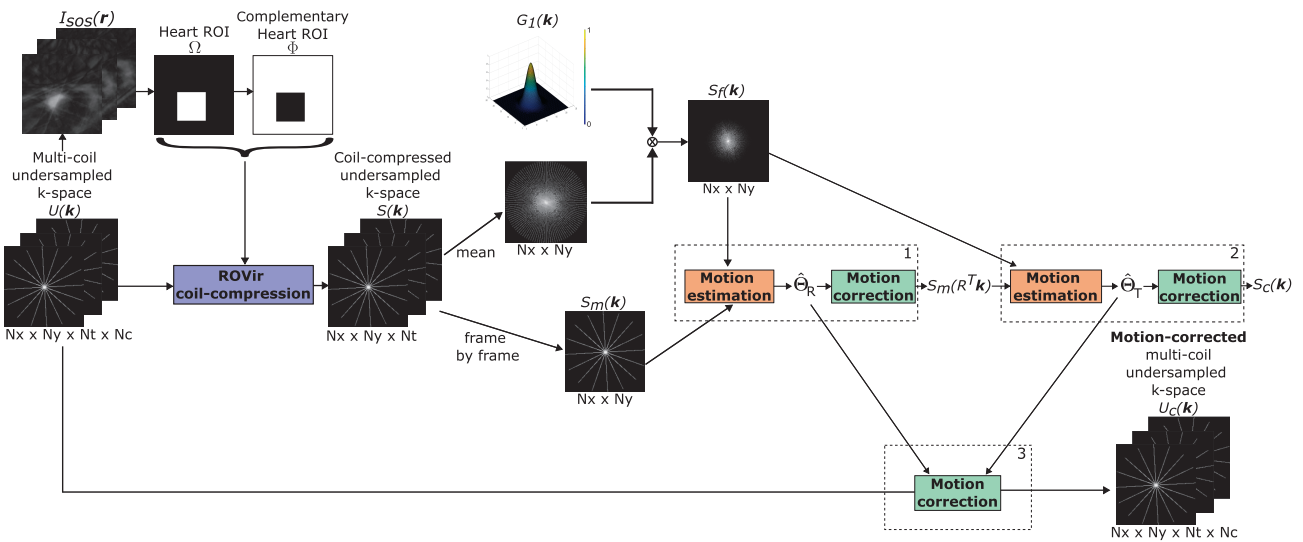 I_SOS(r)
Heart ROI
Ω
Complementary
Heart ROI
Φ
G_1(k)
1
0
S_f(k)
Nx x Ny
Multi-coil
undersampled
k-space
U(k)
Nx x Ny x Nt x Nc
ROVir
coil-compression
Coil-compressed
undersampled
k-space
S(k)
Nx x Ny x Nt
mean
Nx x Ny
frame
by frame
S_m(k)
Nx x Ny
1
Motion
estimation
Θ̂_R
Motion
correction
S_m(R^T k)
2
Motion
estimation
Θ̂_T
Motion
correction
S_c(k)
3
Motion
correction
Motion-corrected
multi-coil
undersampled
k-space
U_c(k)
Nx x Ny x Nt x Nc